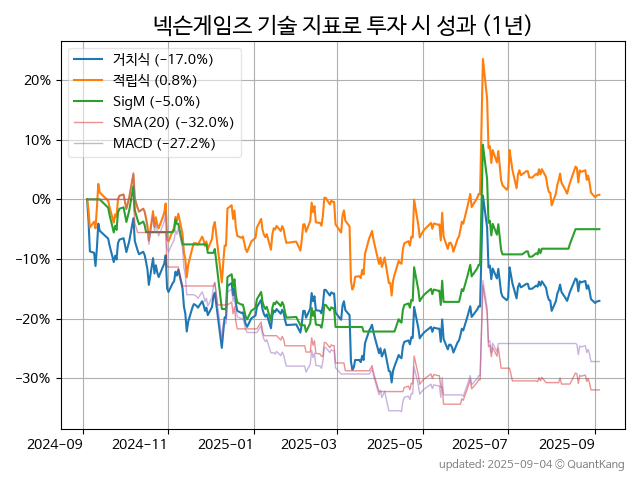 넥슨게임즈 기술 지표로 투자 시 성과 (1년)
거치식 (−17.0%)
적립식 (0.8%)
SigM (−5.0%)
SMA(20) (−32.0%)
MACD (−27.2%)
20%
10%
0%
−10%
−20%
−30%
2024-09 2024-11 2025-01 2025-03 2025-05 2025-07 2025-09
updated: 2025-09-04 © QuantKang